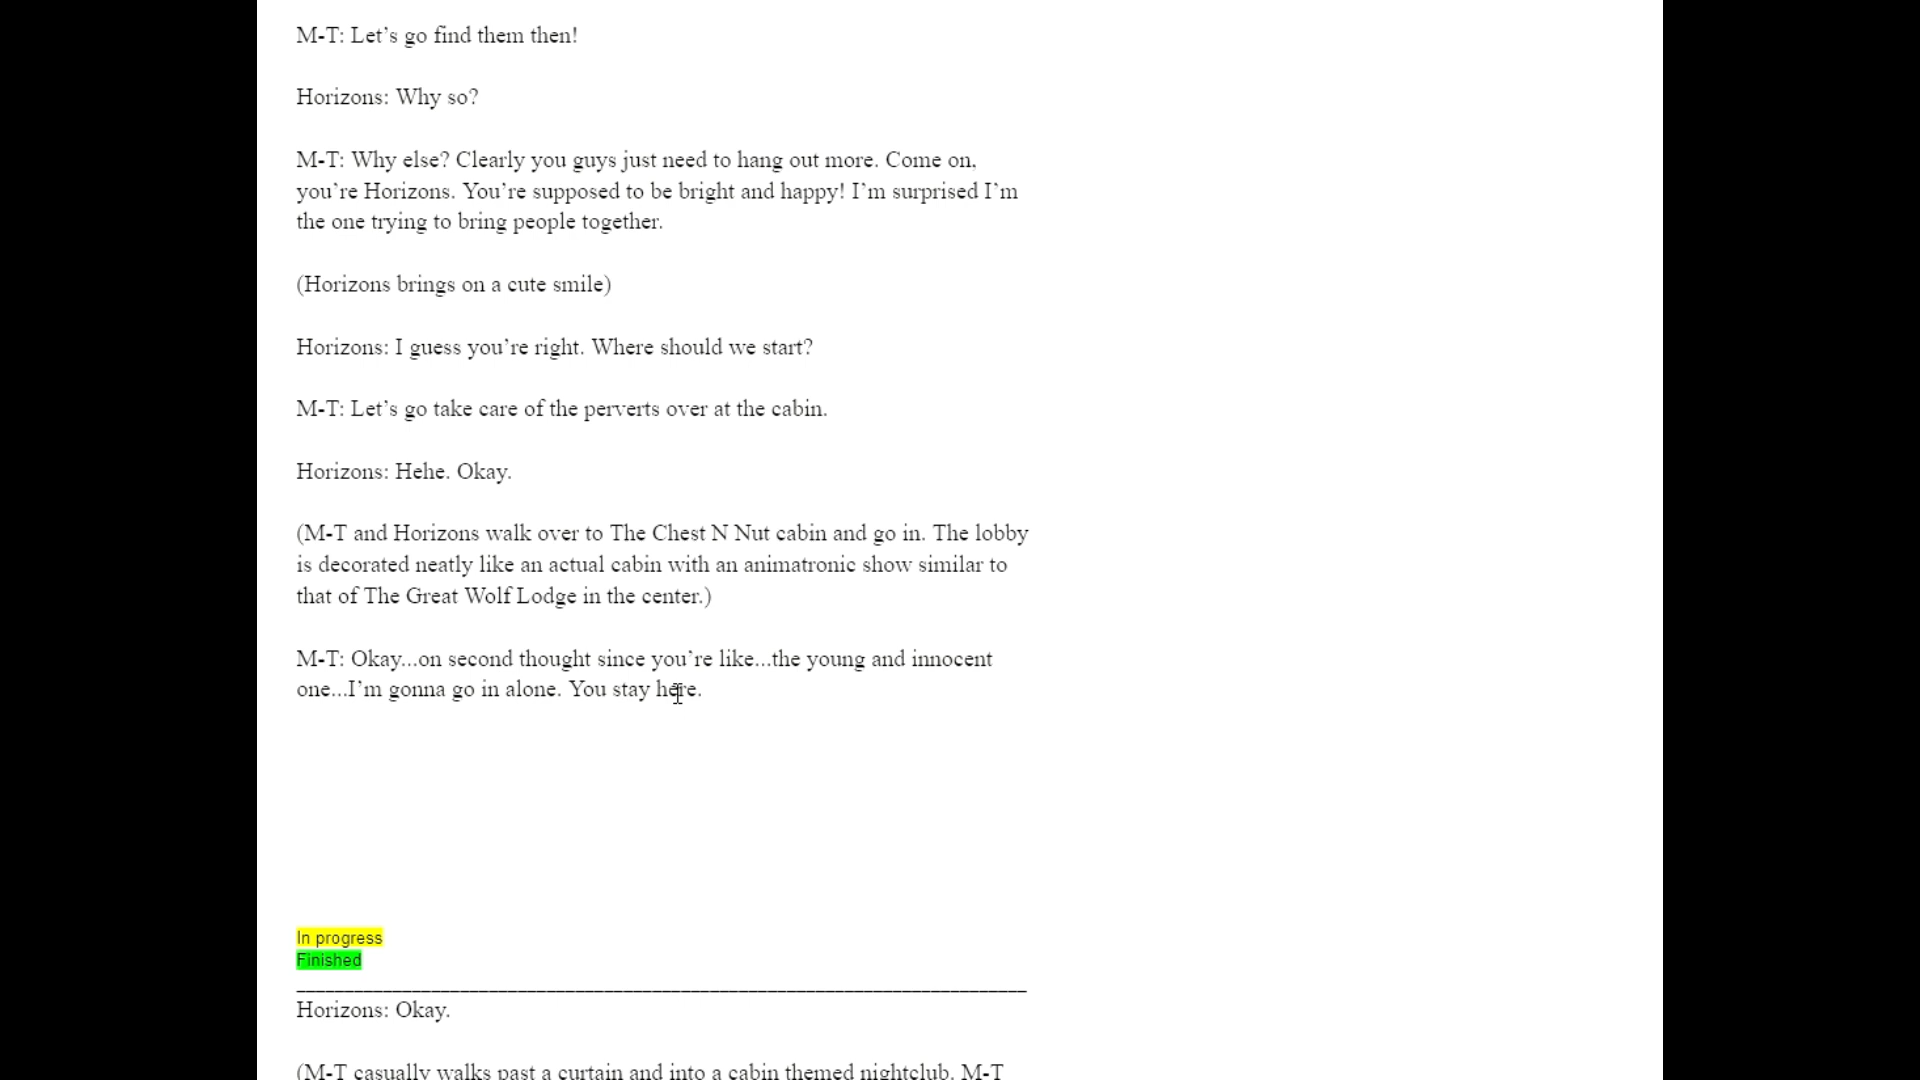 M-T: Let’s go find them then!
Horizons: Why so?
M-T: Why else? Clearly you guys just need to hang out more. Come on,
you’re Horizons. You’re supposed to be bright and happy! I’m surprised I’m
the one trying to bring people together.
(Horizons brings on a cute smile)
Horizons: I guess you’re right. Where should we start?
M-T: Let’s go take care of the perverts over at the cabin.
Horizons: Hehe. Okay.
(M-T and Horizons walk over to The Chest N Nut cabin and go in. The lobby
is decorated neatly like an actual cabin with an animatronic show similar to
that of The Great Wolf Lodge in the center.)
M-T: Okay...on second thought since you’re like...the young and innocent
one...I’m gonna go in alone. You stay here.
In progress
Finished
Horizons: Okay.
(M-T casually walks past a curtain and into a cabin themed nightclub. M-T